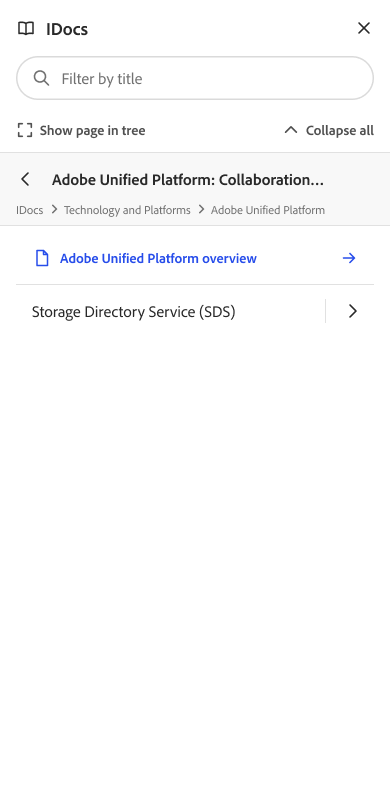 IDocs
Filter by title
Show page in tree
Collapse all
Adobe Unified Platform: Collaboration...
IDocs > Technology and Platforms > Adobe Unified Platform
Adobe Unified Platform overview
Storage Directory Service (SDS)